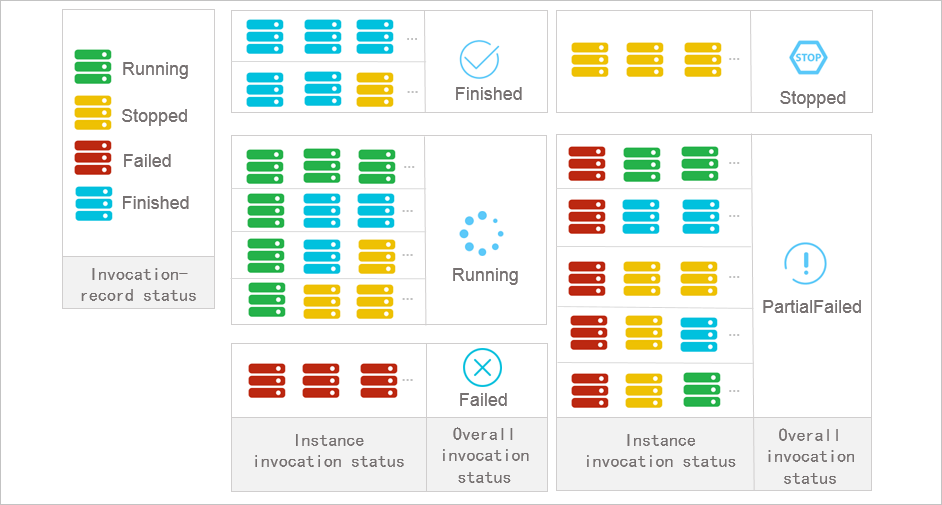 Running
Stopped
Failed
Finished
Invocation-
record status
...
...
Finished
...
...
...
...
Running
...
Failed
Instance
invocation status
Overall
invocation
status
...
STOP
Stopped
...
...
...
...
PartialFailed
Instance
invocation status
Overall
invocation
status